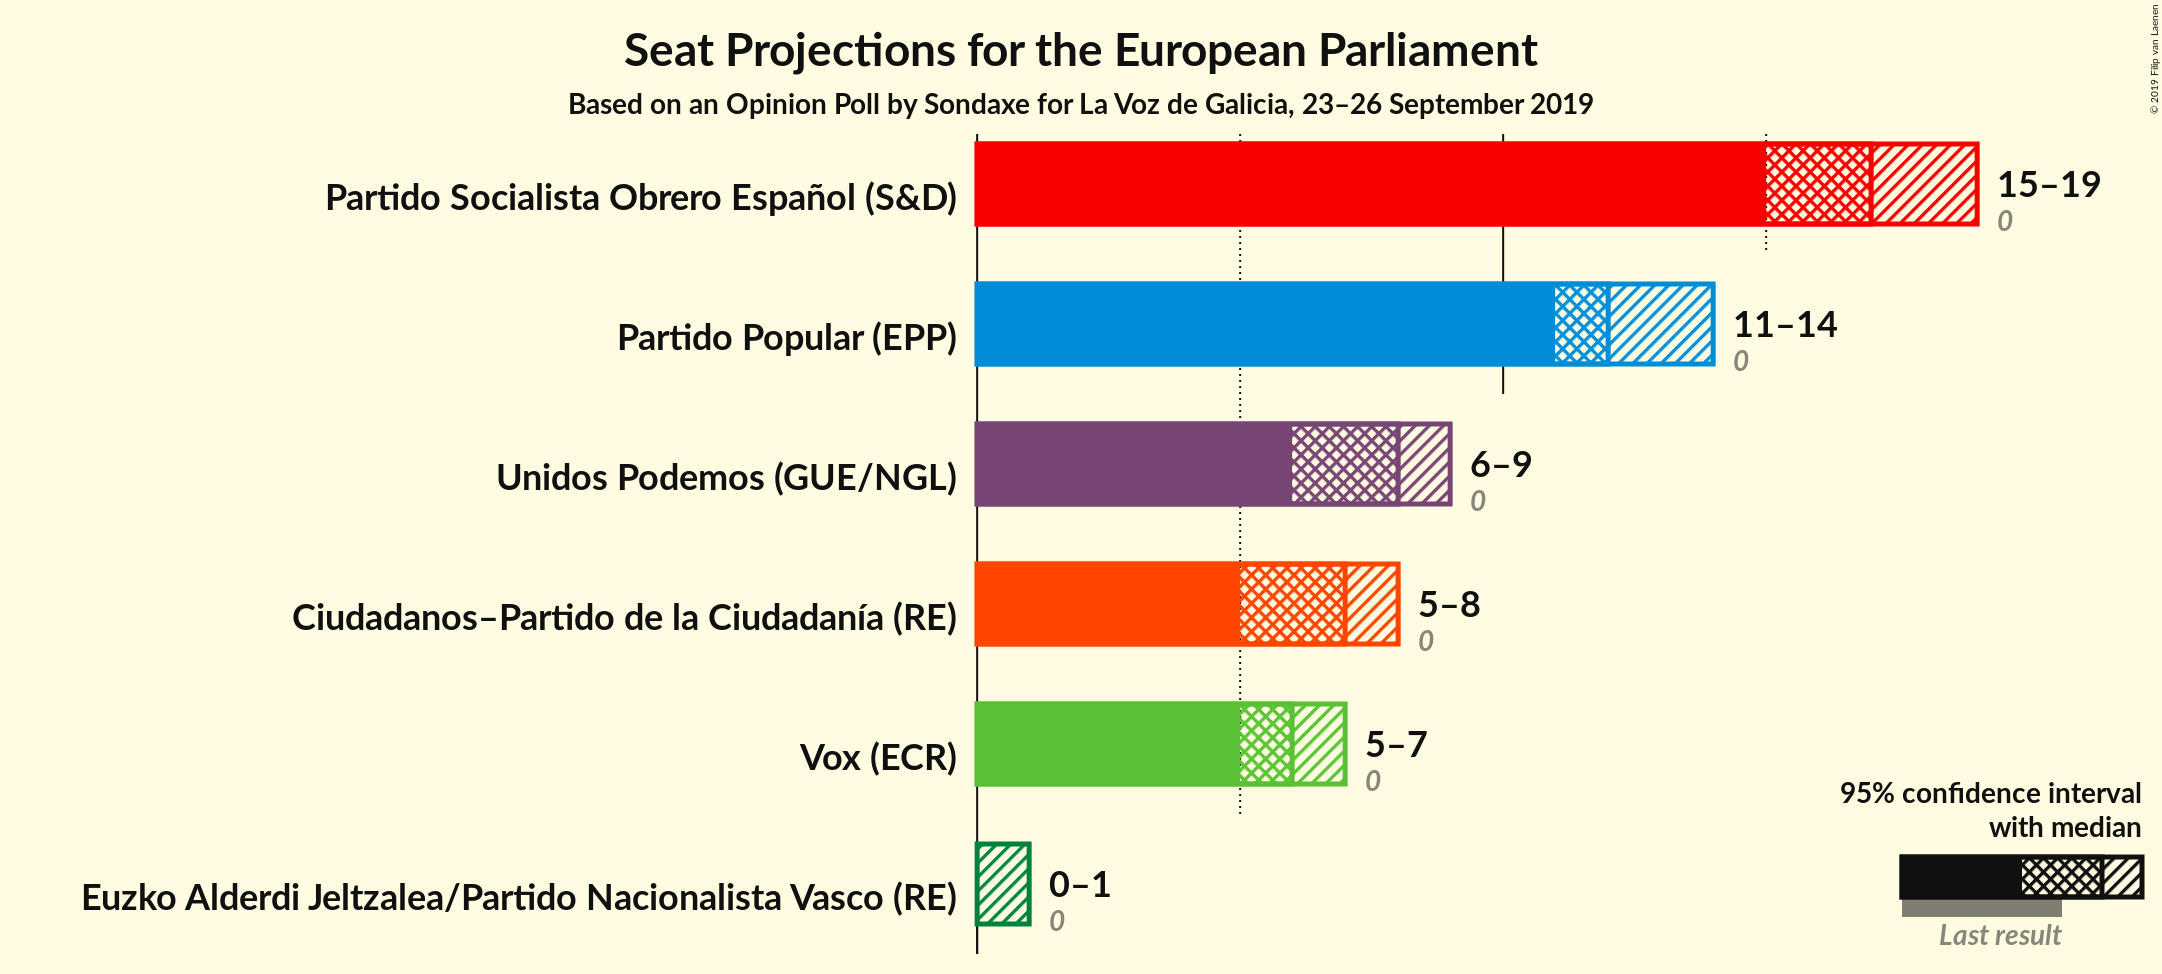 Seat Projections for the European Parliament
Based on an Opinion Poll by Sondaxe for La Voz de Galicia, 23–26 September 2019
© 2019 Filip van Laenen
Partido Socialista Obrero Español (S&D)
15–19
0
Partido Popular (EPP)
11–14
0
Unidos Podemos (GUE/NGL)
6–9
0
Ciudadanos–Partido de la Ciudadanía (RE)
5–8
0
Vox (ECR)
5–7
0
Euzko Alderdi Jeltzalea/Partido Nacionalista Vasco (RE)
0–1
0
95% confidence interval
with median
Last result